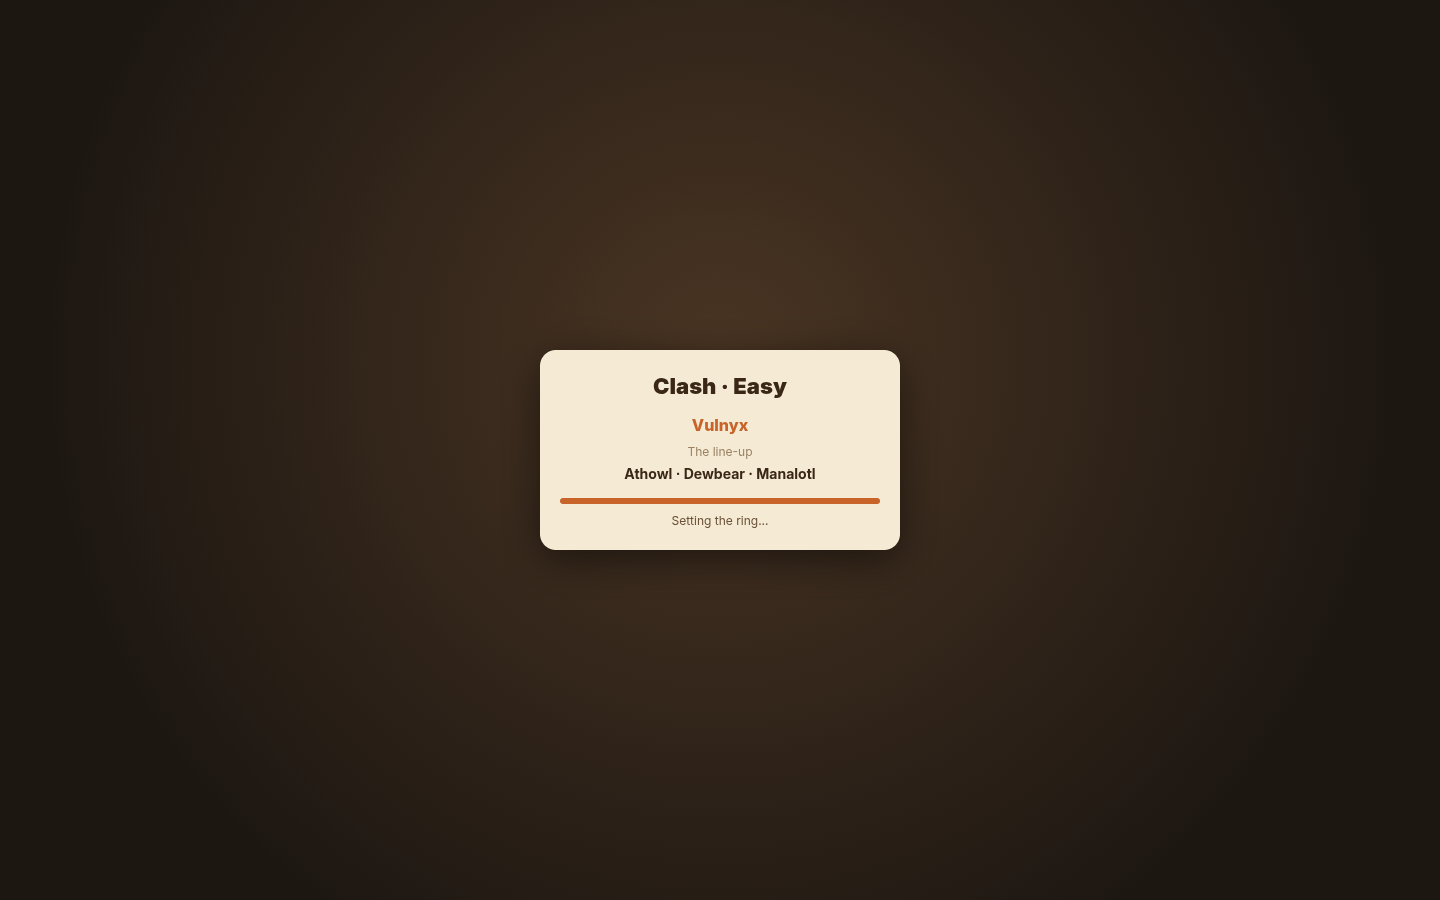 Clash · Easy
Vulnyx
The line-up
Athowl · Dewbear · Manalotl
Setting the ring...